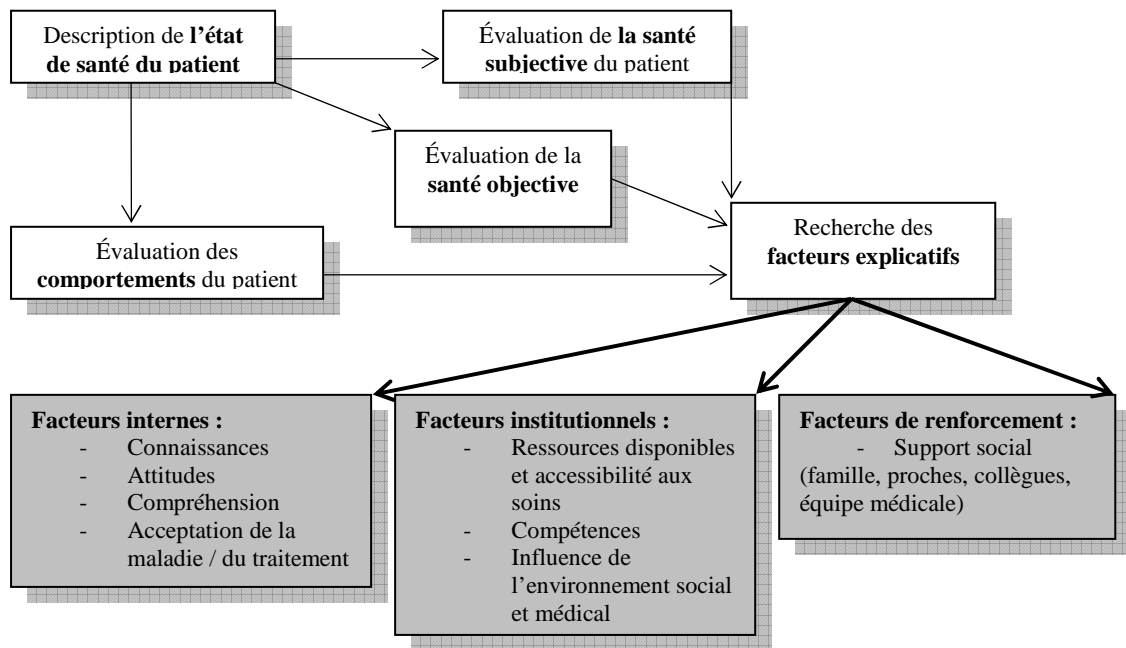 Description de l'état
de santé du patient
Évaluation de la santé
subjective du patient
Évaluation de la
santé objective
Évaluation des
comportements du patient
Recherche des
facteurs explicatifs
Facteurs internes :
- Connaissances
- Attitudes
- Compréhension
- Acceptation de la
maladie / du traitement
Facteurs institutionnels :
- Ressources disponibles
et accessibilité aux
soins
- Compétences
- Influence de
l'environnement social
et médical
Facteurs de renforcement :
- Support social
(famille, proches, collègues,
équipe médicale)